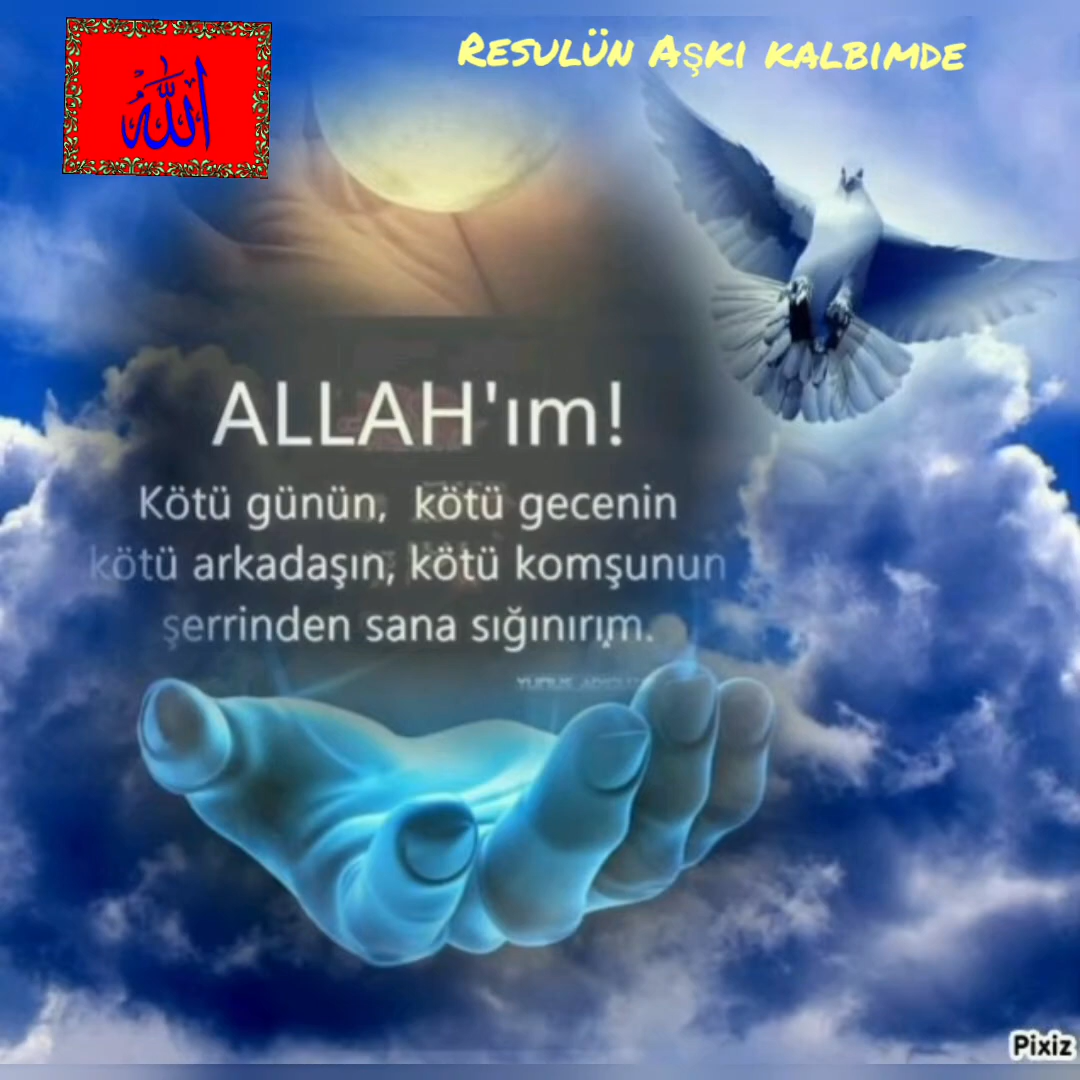 الله
Resulün Aşkı kalbimde
ALLAH'ım!
Kötü günün, kötü gecenin
kötü arkadaşın, kötü komşunun
şerrinden sana sığınırım.
Pixiz